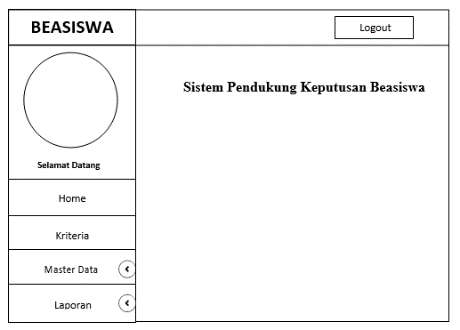 BEASISWA
Logout
Sistem Pendukung Keputusan Beasiswa
Selamat Datang
Home
Kriteria
Master Data
Laporan